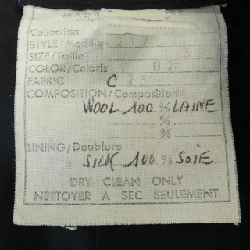 Collection
STYLE/Modèle
SIZE/Taille
COLOR/Coloris
FABRIC C
COMPOSITION/Composition
WOOL 100 % LAINE
%
%
LINING/Doublure
SILK 100 % SOIE
DRY CLEAN ONLY
NETTOYER A SEC SEULEMENT